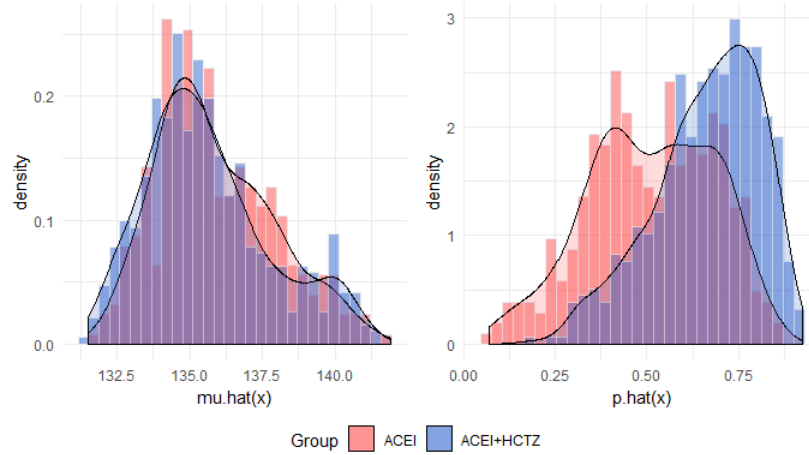 density
0.2
0.1
0.0
132.5 135.0 137.5 140.0
mu.hat(x)
density
3
2
1
0
0.00 0.25 0.50 0.75
p.hat(x)
Group ACEI ACEI+HCTZ